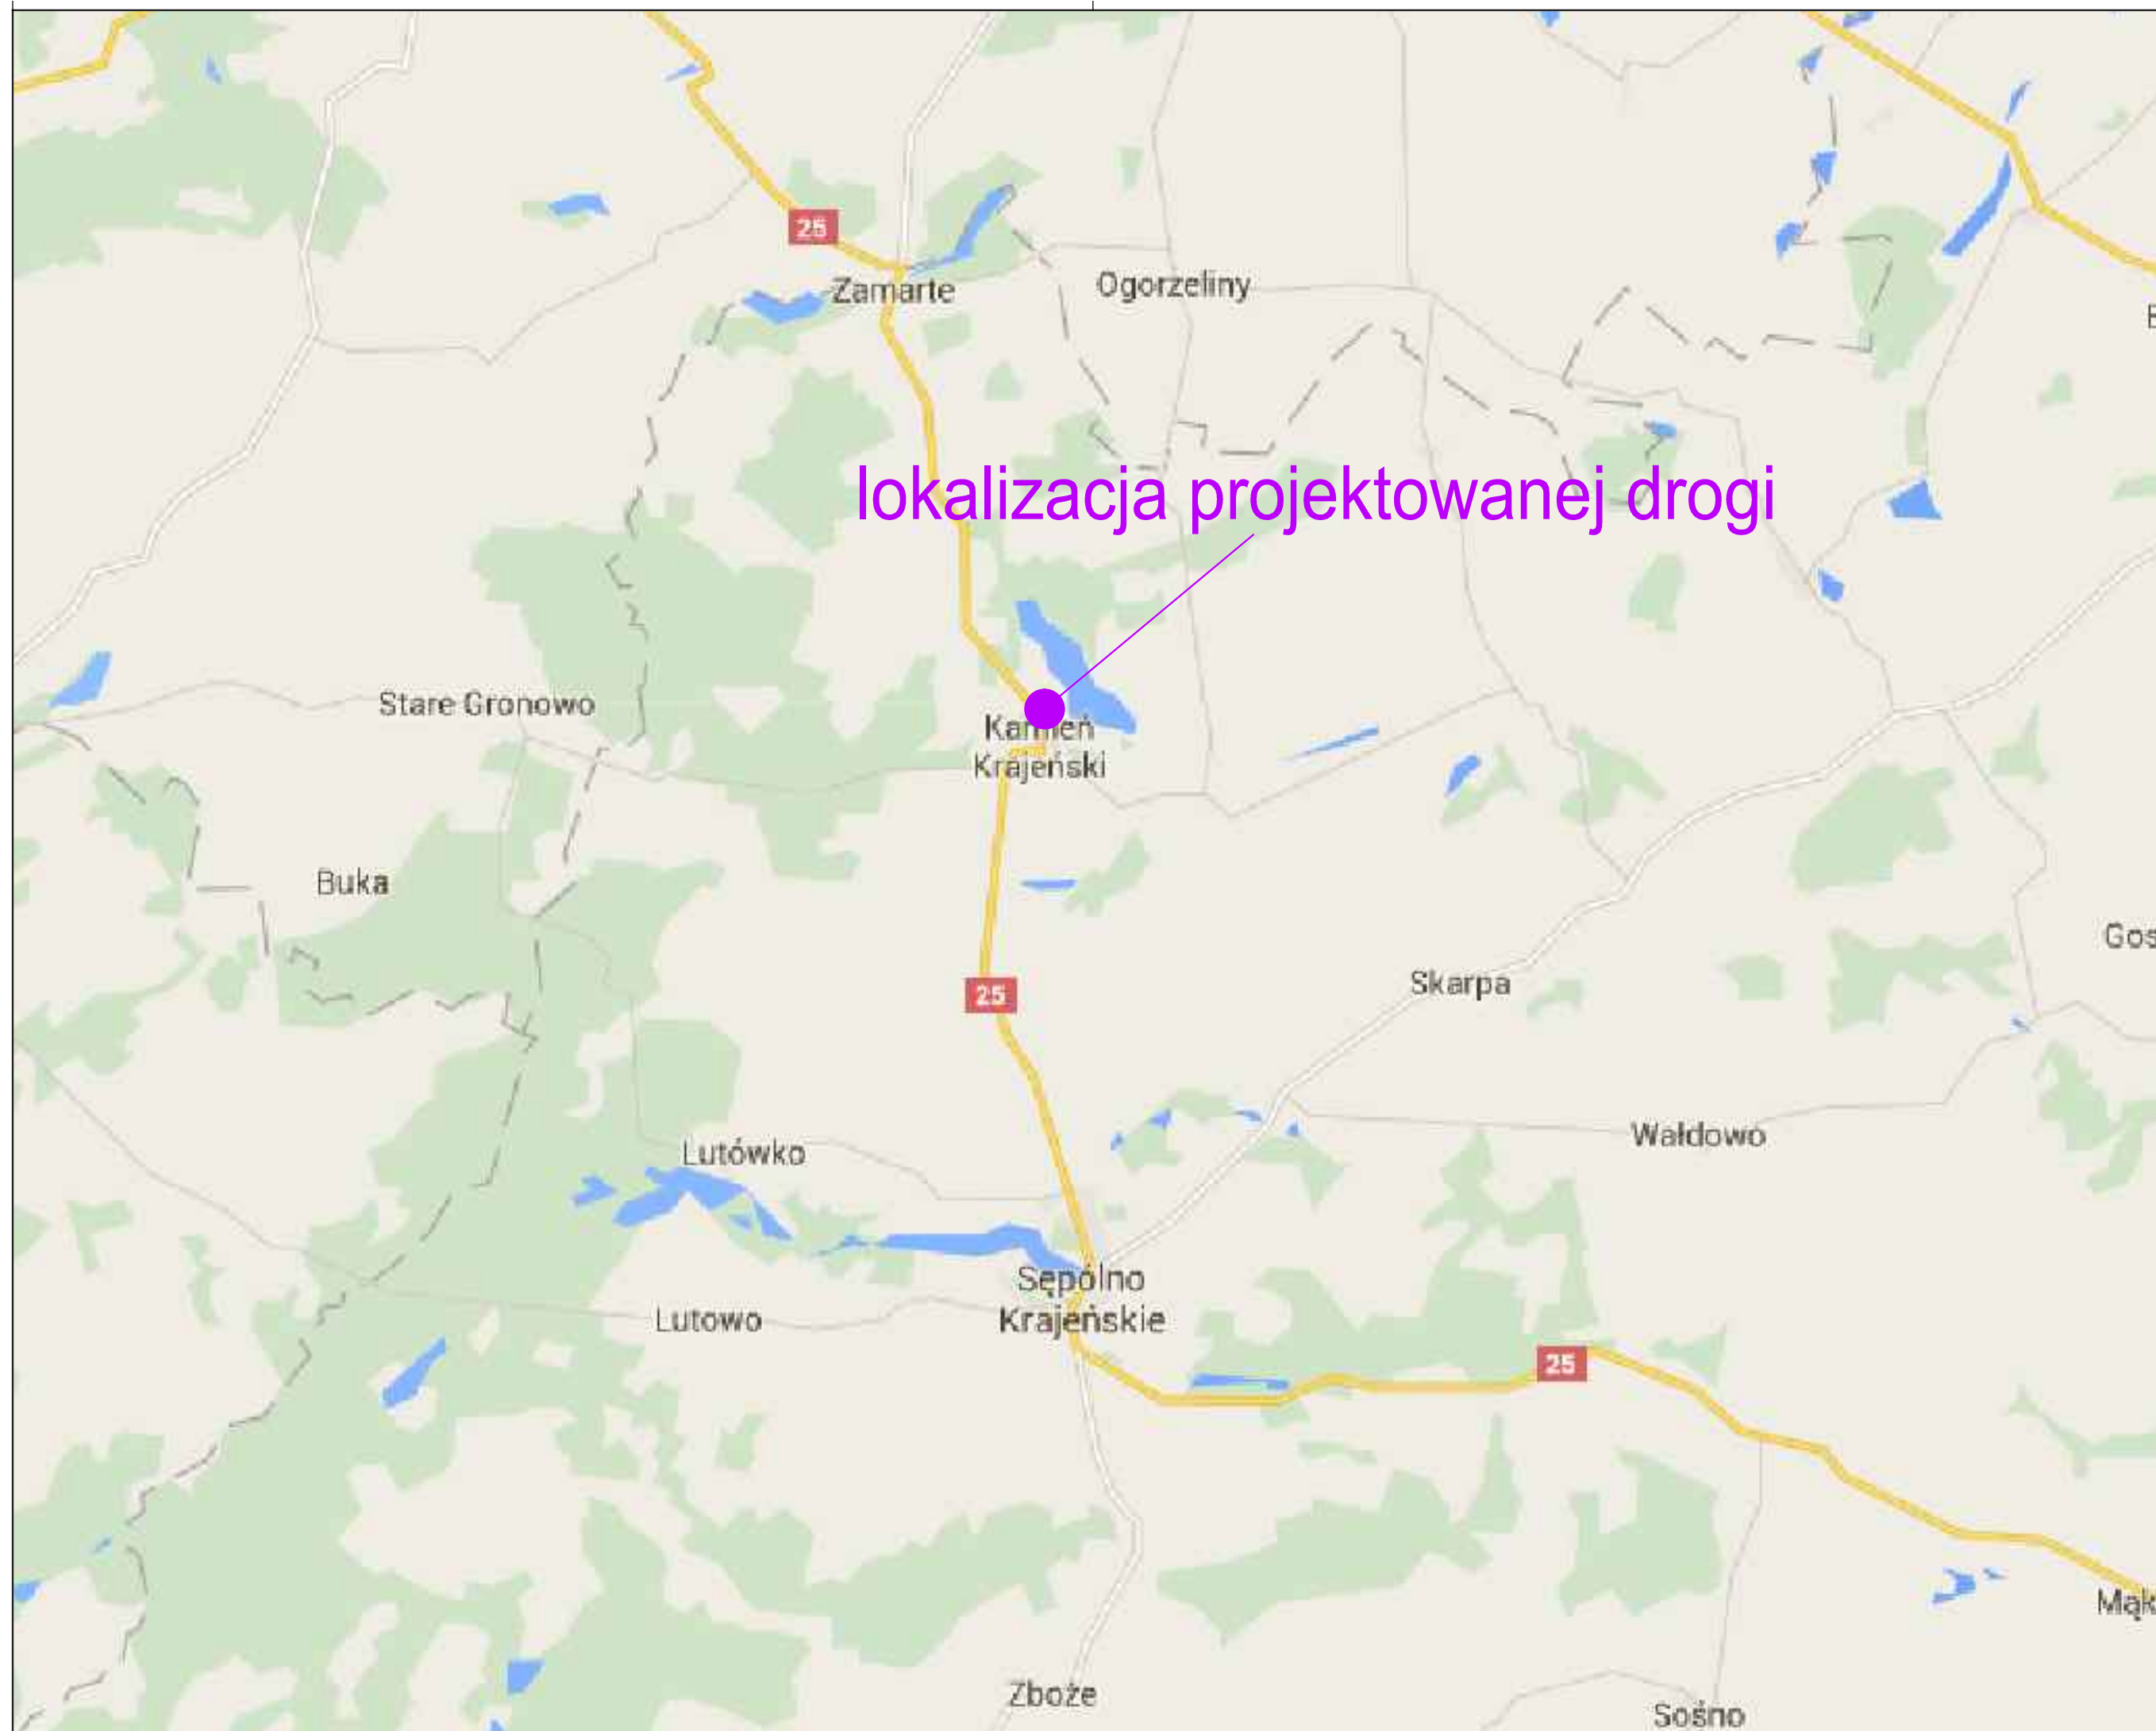 25
Zamarte
Ogorzeliny
lokalizacja projektowanej drogi
Stare Gronowo
Kamień
Krajeński
Buka
Gos
25
Skarpa
Wałdowo
Lutówko
Sępólno
Krajeńskie
Lutowo
25
Mąk
Zboże
Sośno